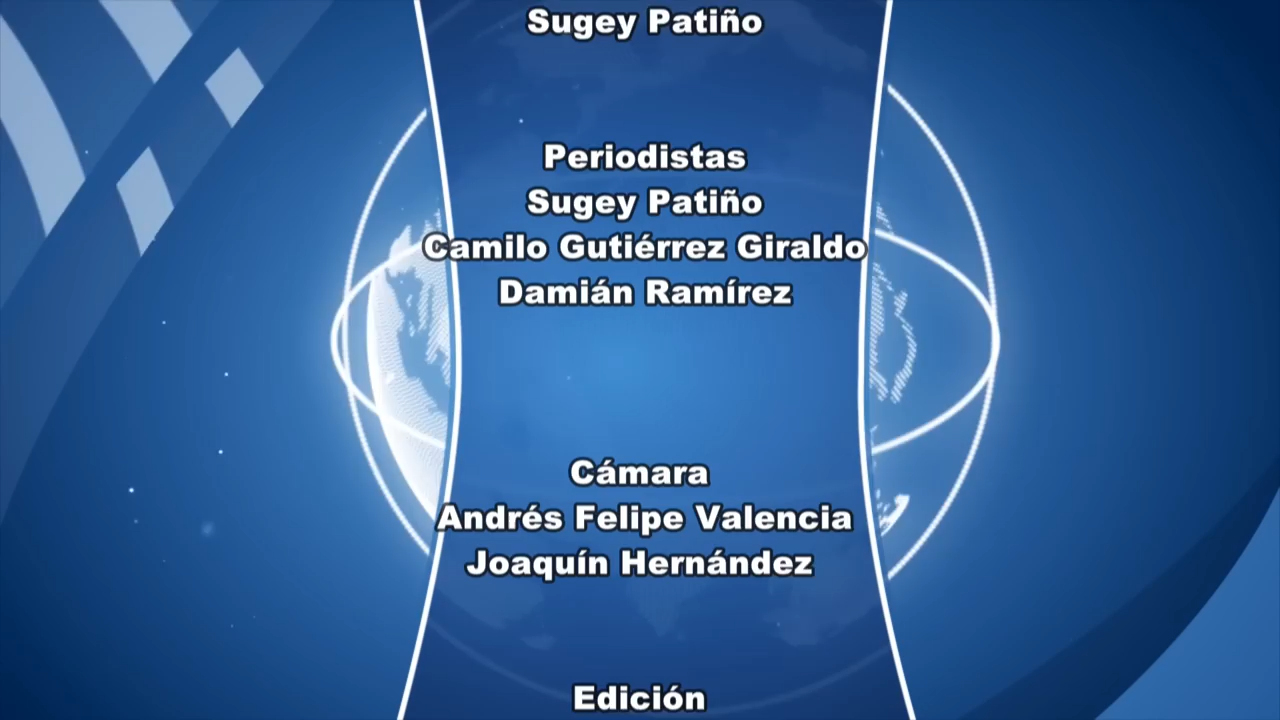 Sugey Patiño
Periodistas
Sugey Patiño
Camilo Gutiérrez Giraldo
Damián Ramírez
Cámara
Andrés Felipe Valencia
Joaquín Hernández
Edición